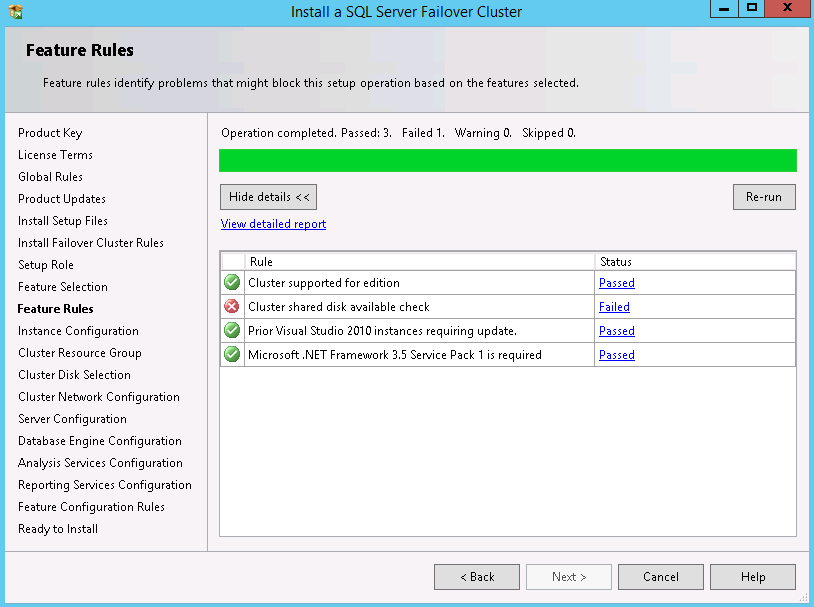 Install a SQL Server Failover Cluster
Feature Rules
Feature rules identify problems that might block this setup operation based on the features selected.
Product Key
License Terms
Global Rules
Product Updates
Install Setup Files
Install Failover Cluster Rules
Setup Role
Feature Selection
Feature Rules
Instance Configuration
Cluster Resource Group
Cluster Disk Selection
Cluster Network Configuration
Server Configuration
Database Engine Configuration
Analysis Services Configuration
Reporting Services Configuration
Feature Configuration Rules
Ready to Install
Operation completed. Passed: 3.   Failed 1.   Warning 0.   Skipped 0.
Hide details <<
Re-run
View detailed report
Rule Status
Cluster supported for edition Passed
Cluster shared disk available check Failed
Prior Visual Studio 2010 instances requiring update. Passed
Microsoft .NET Framework 3.5 Service Pack 1 is required Passed
< Back Next > Cancel Help